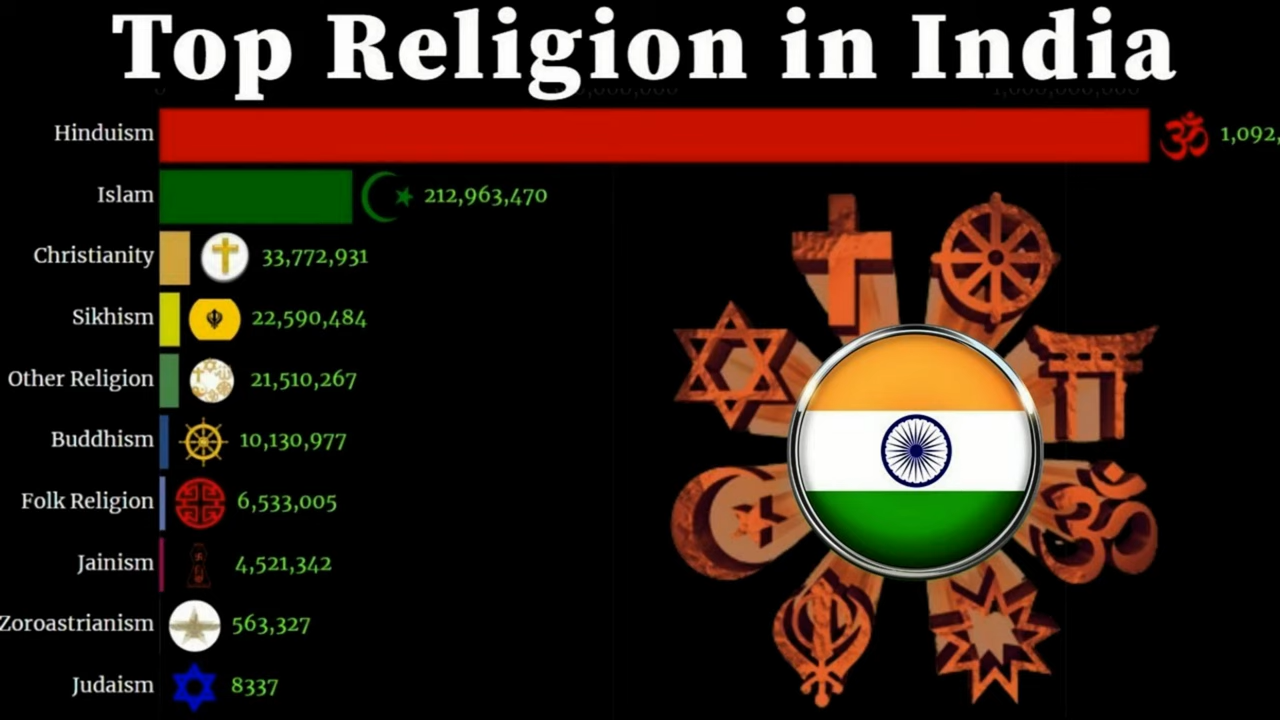 Top Religion in India
Hinduism 1,092,
Islam 212,963,470
Christianity 33,772,931
Sikhism 22,590,484
Other Religion 21,510,267
Buddhism 10,130,977
Folk Religion 6,533,005
Jainism 4,521,342
Zoroastrianism 563,327
Judaism 8337